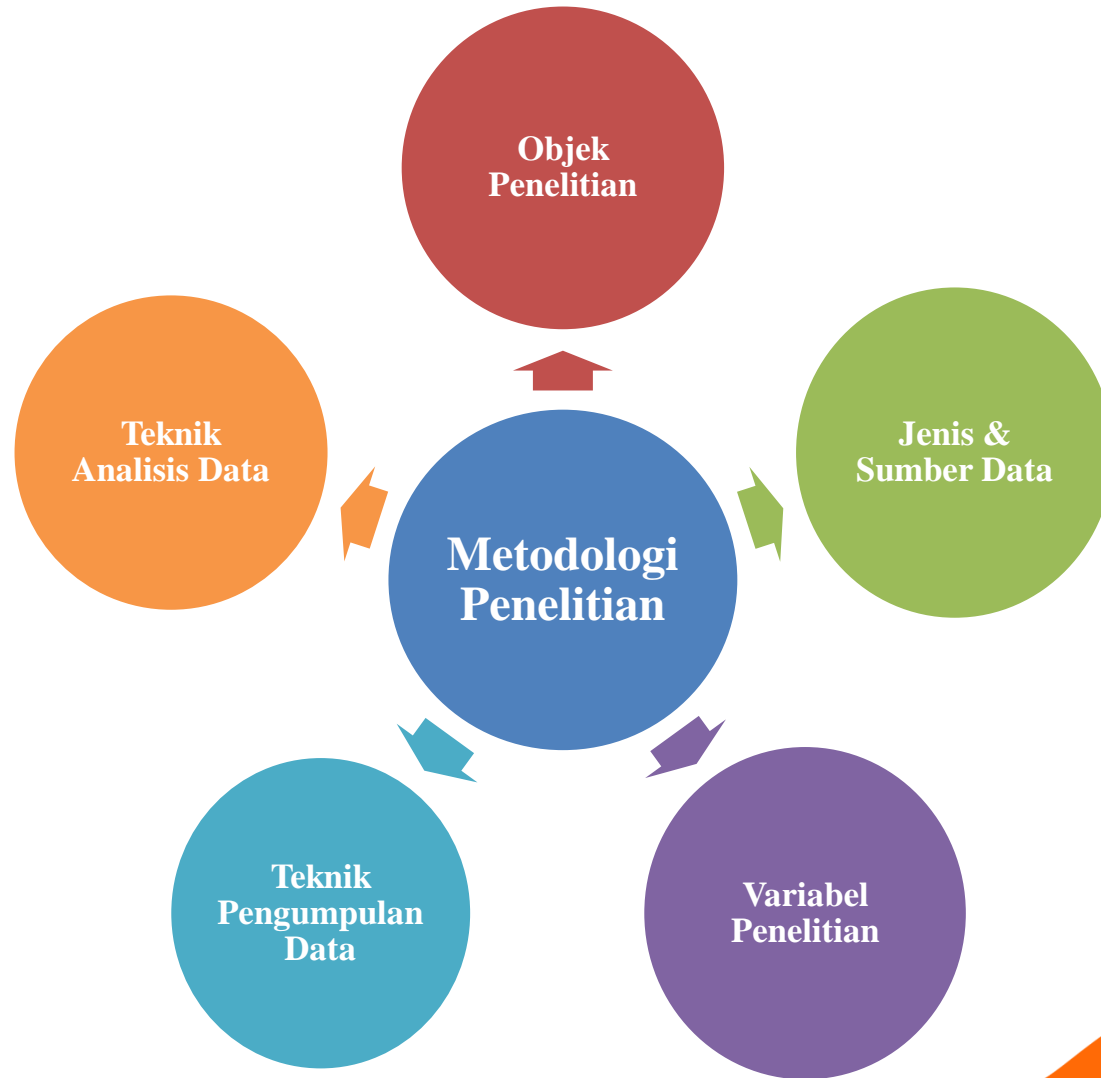 Objek
Penelitian
Jenis &
Sumber Data
Variabel
Penelitian
Teknik
Pengumpulan
Data
Teknik
Analisis Data
Metodologi
Penelitian